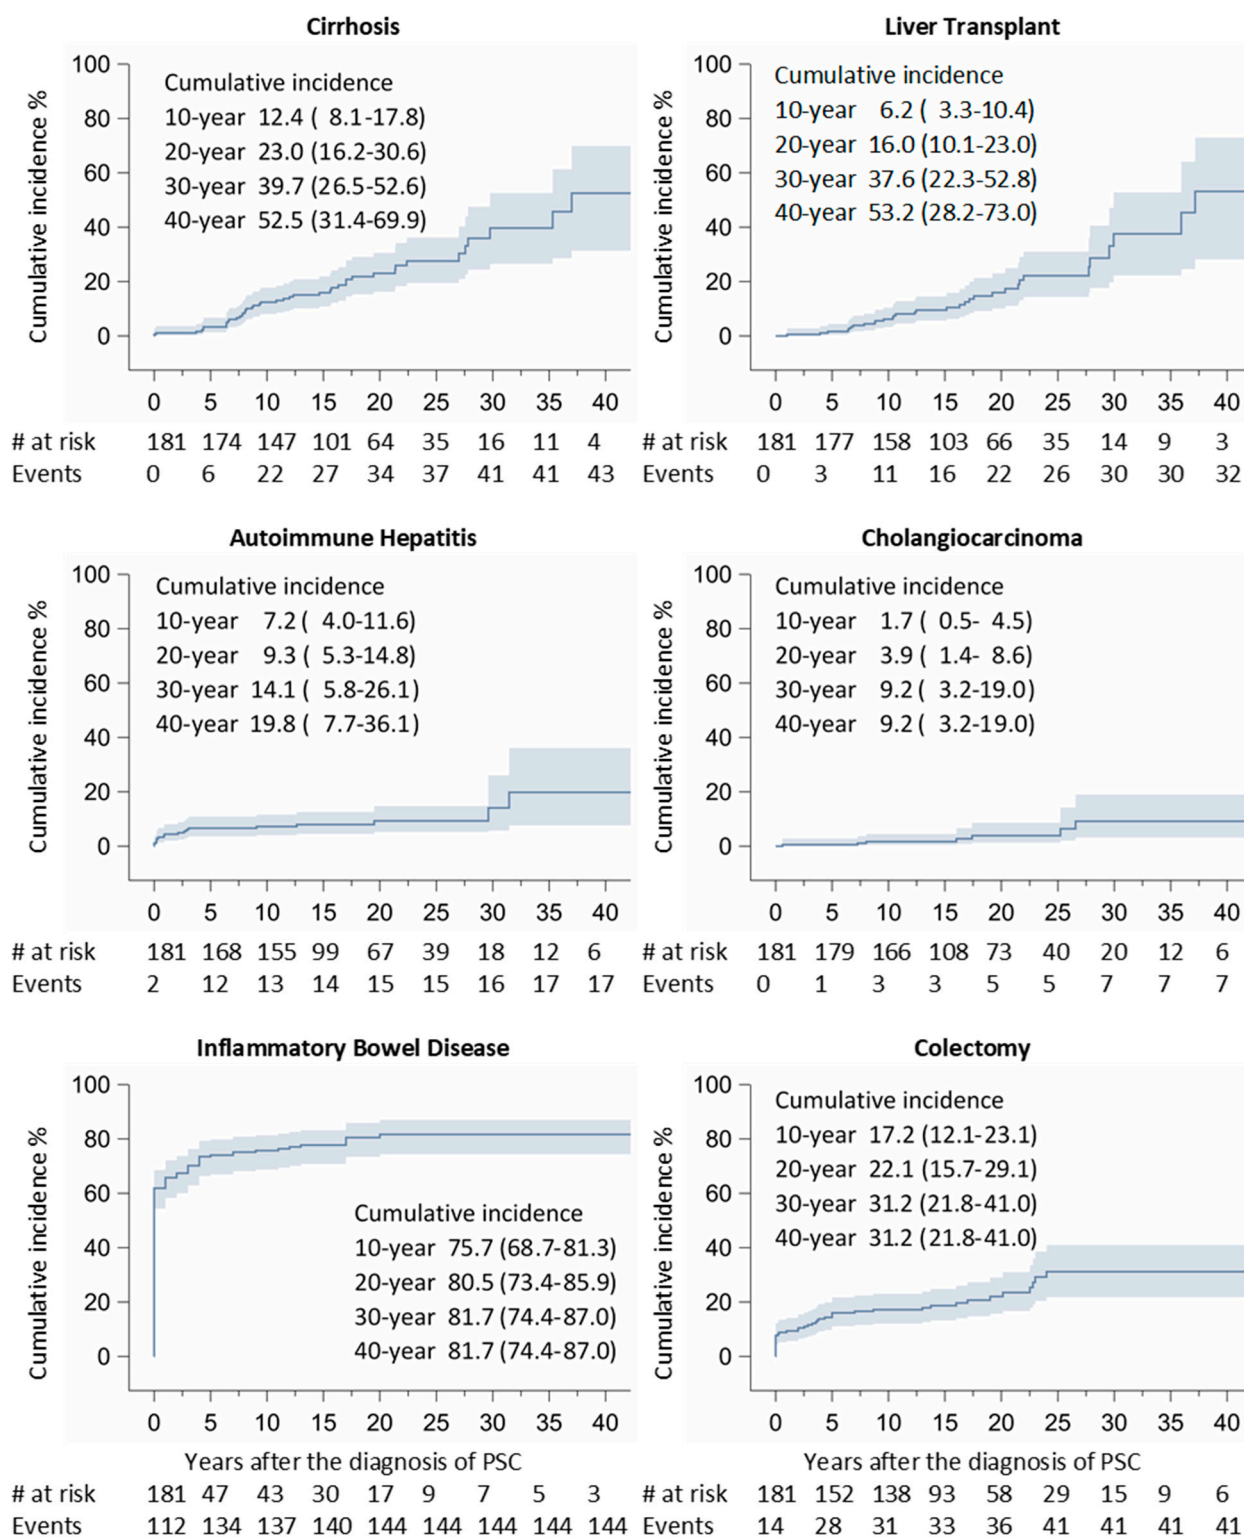 Cirrhosis
Cumulative incidence %
100
80
60
40
20
0
Cumulative incidence
10-year 12.4 ( 8.1-17.8)
20-year 23.0 (16.2-30.6)
30-year 39.7 (26.5-52.6)
40-year 52.5 (31.4-69.9)
0 5 10 15 20 25 30 35 40
# at risk 181 174 147 101 64 35 16 11 4
Events 0 6 22 27 34 37 41 41 43
Liver Transplant
Cumulative incidence %
100
80
60
40
20
0
Cumulative incidence
10-year 6.2 ( 3.3-10.4)
20-year 16.0 (10.1-23.0)
30-year 37.6 (22.3-52.8)
40-year 53.2 (28.2-73.0)
0 5 10 15 20 25 30 35 40
# at risk 181 177 158 103 66 35 14 9 3
Events 0 3 11 16 22 26 30 30 32
Autoimmune Hepatitis
Cumulative incidence %
100
80
60
40
20
0
Cumulative incidence
10-year 7.2 ( 4.0-11.6)
20-year 9.3 ( 5.3-14.8)
30-year 14.1 ( 5.8-26.1)
40-year 19.8 ( 7.7-36.1)
0 5 10 15 20 25 30 35 40
# at risk 181 168 155 99 67 39 18 12 6
Events 2 12 13 14 15 15 16 17 17
Cholangiocarcinoma
Cumulative incidence %
100
80
60
40
20
0
Cumulative incidence
10-year 1.7 ( 0.5- 4.5)
20-year 3.9 ( 1.4- 8.6)
30-year 9.2 ( 3.2-19.0)
40-year 9.2 ( 3.2-19.0)
0 5 10 15 20 25 30 35 40
# at risk 181 179 166 108 73 40 20 12 6
Events 0 1 3 3 5 5 7 7 7
Inflammatory Bowel Disease
Cumulative incidence %
100
80
60
40
20
0
Cumulative incidence
10-year 75.7 (68.7-81.3)
20-year 80.5 (73.4-85.9)
30-year 81.7 (74.4-87.0)
40-year 81.7 (74.4-87.0)
0 5 10 15 20 25 30 35 40
Years after the diagnosis of PSC
# at risk 181 47 43 30 17 9 7 5 3
Events 112 134 137 140 144 144 144 144 144
Colectomy
Cumulative incidence %
100
80
60
40
20
0
Cumulative incidence
10-year 17.2 (12.1-23.1)
20-year 22.1 (15.7-29.1)
30-year 31.2 (21.8-41.0)
40-year 31.2 (21.8-41.0)
0 5 10 15 20 25 30 35 40
Years after the diagnosis of PSC
# at risk 181 152 138 93 58 29 15 9 6
Events 14 28 31 33 36 41 41 41 41